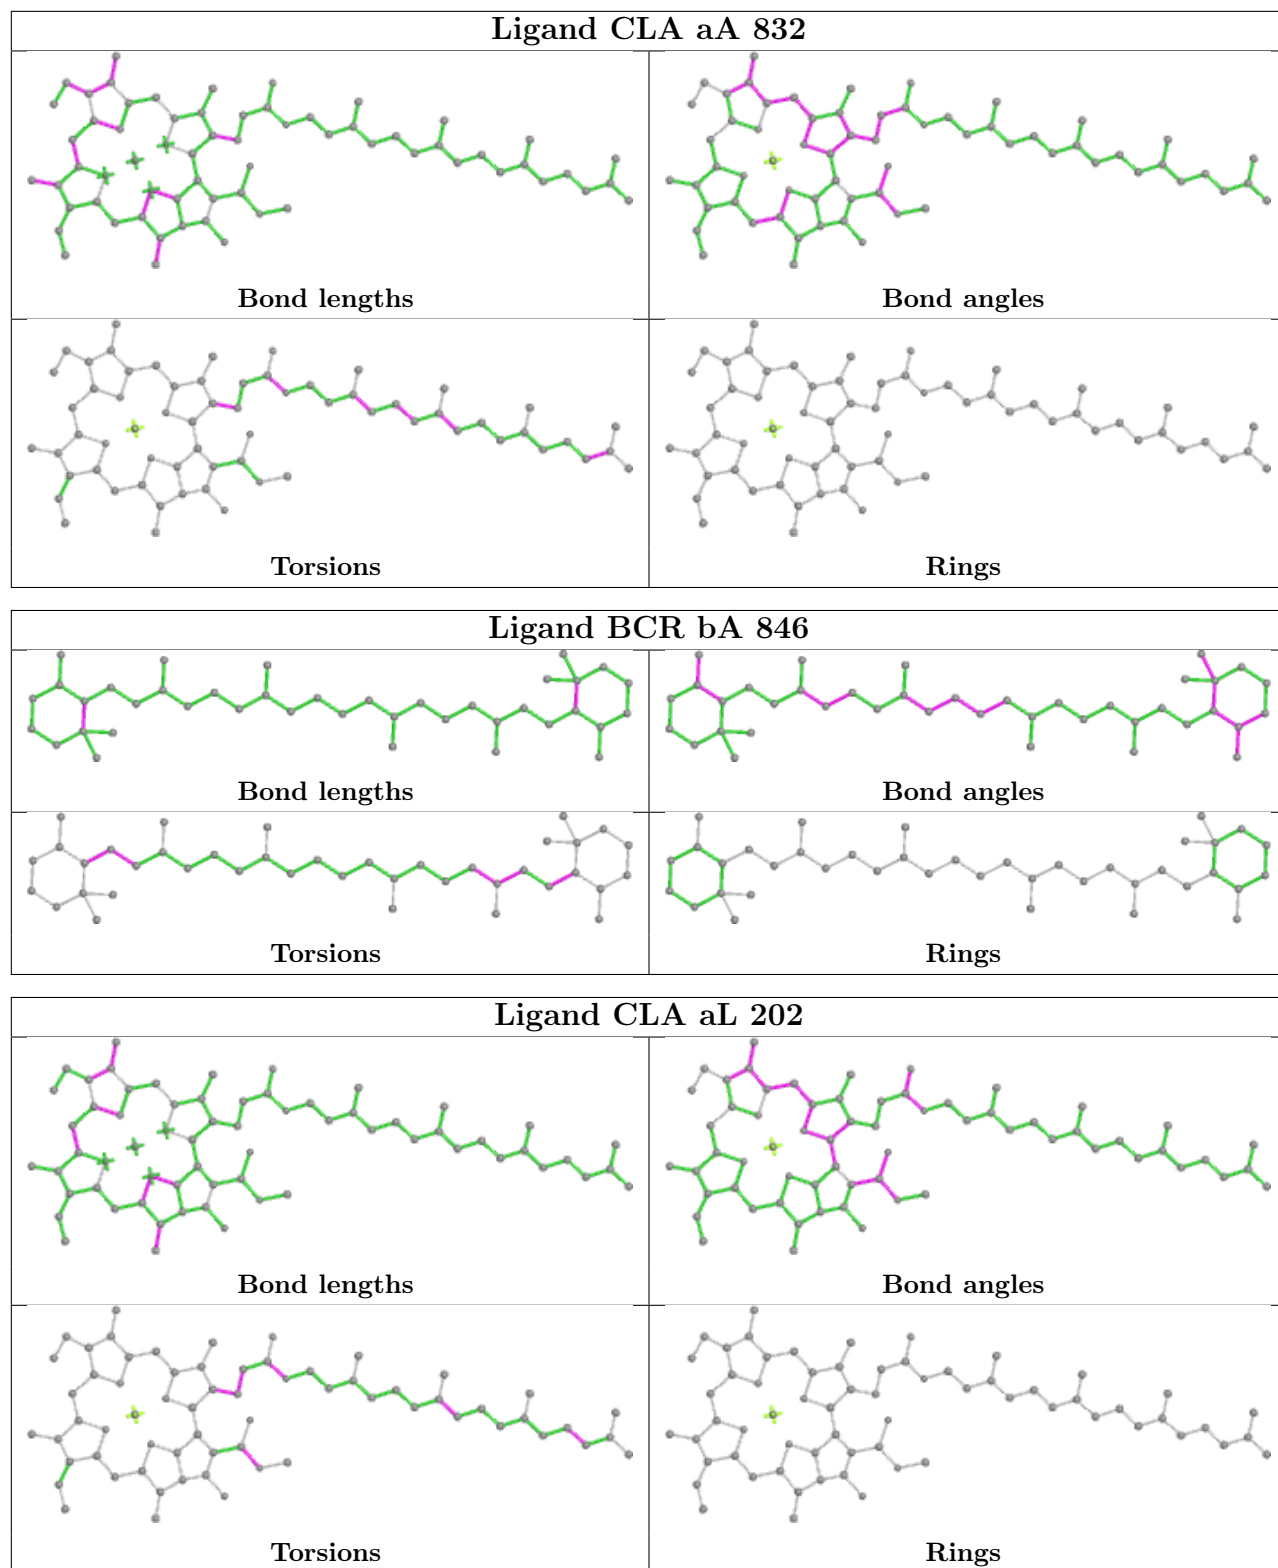 Ligand CLA aA 832
Bond lengths
Bond angles
Torsions
Rings
Ligand BCR bA 846
Bond lengths
Bond angles
Torsions
Rings
Ligand CLA aL 202
Bond lengths
Bond angles
Torsions
Rings